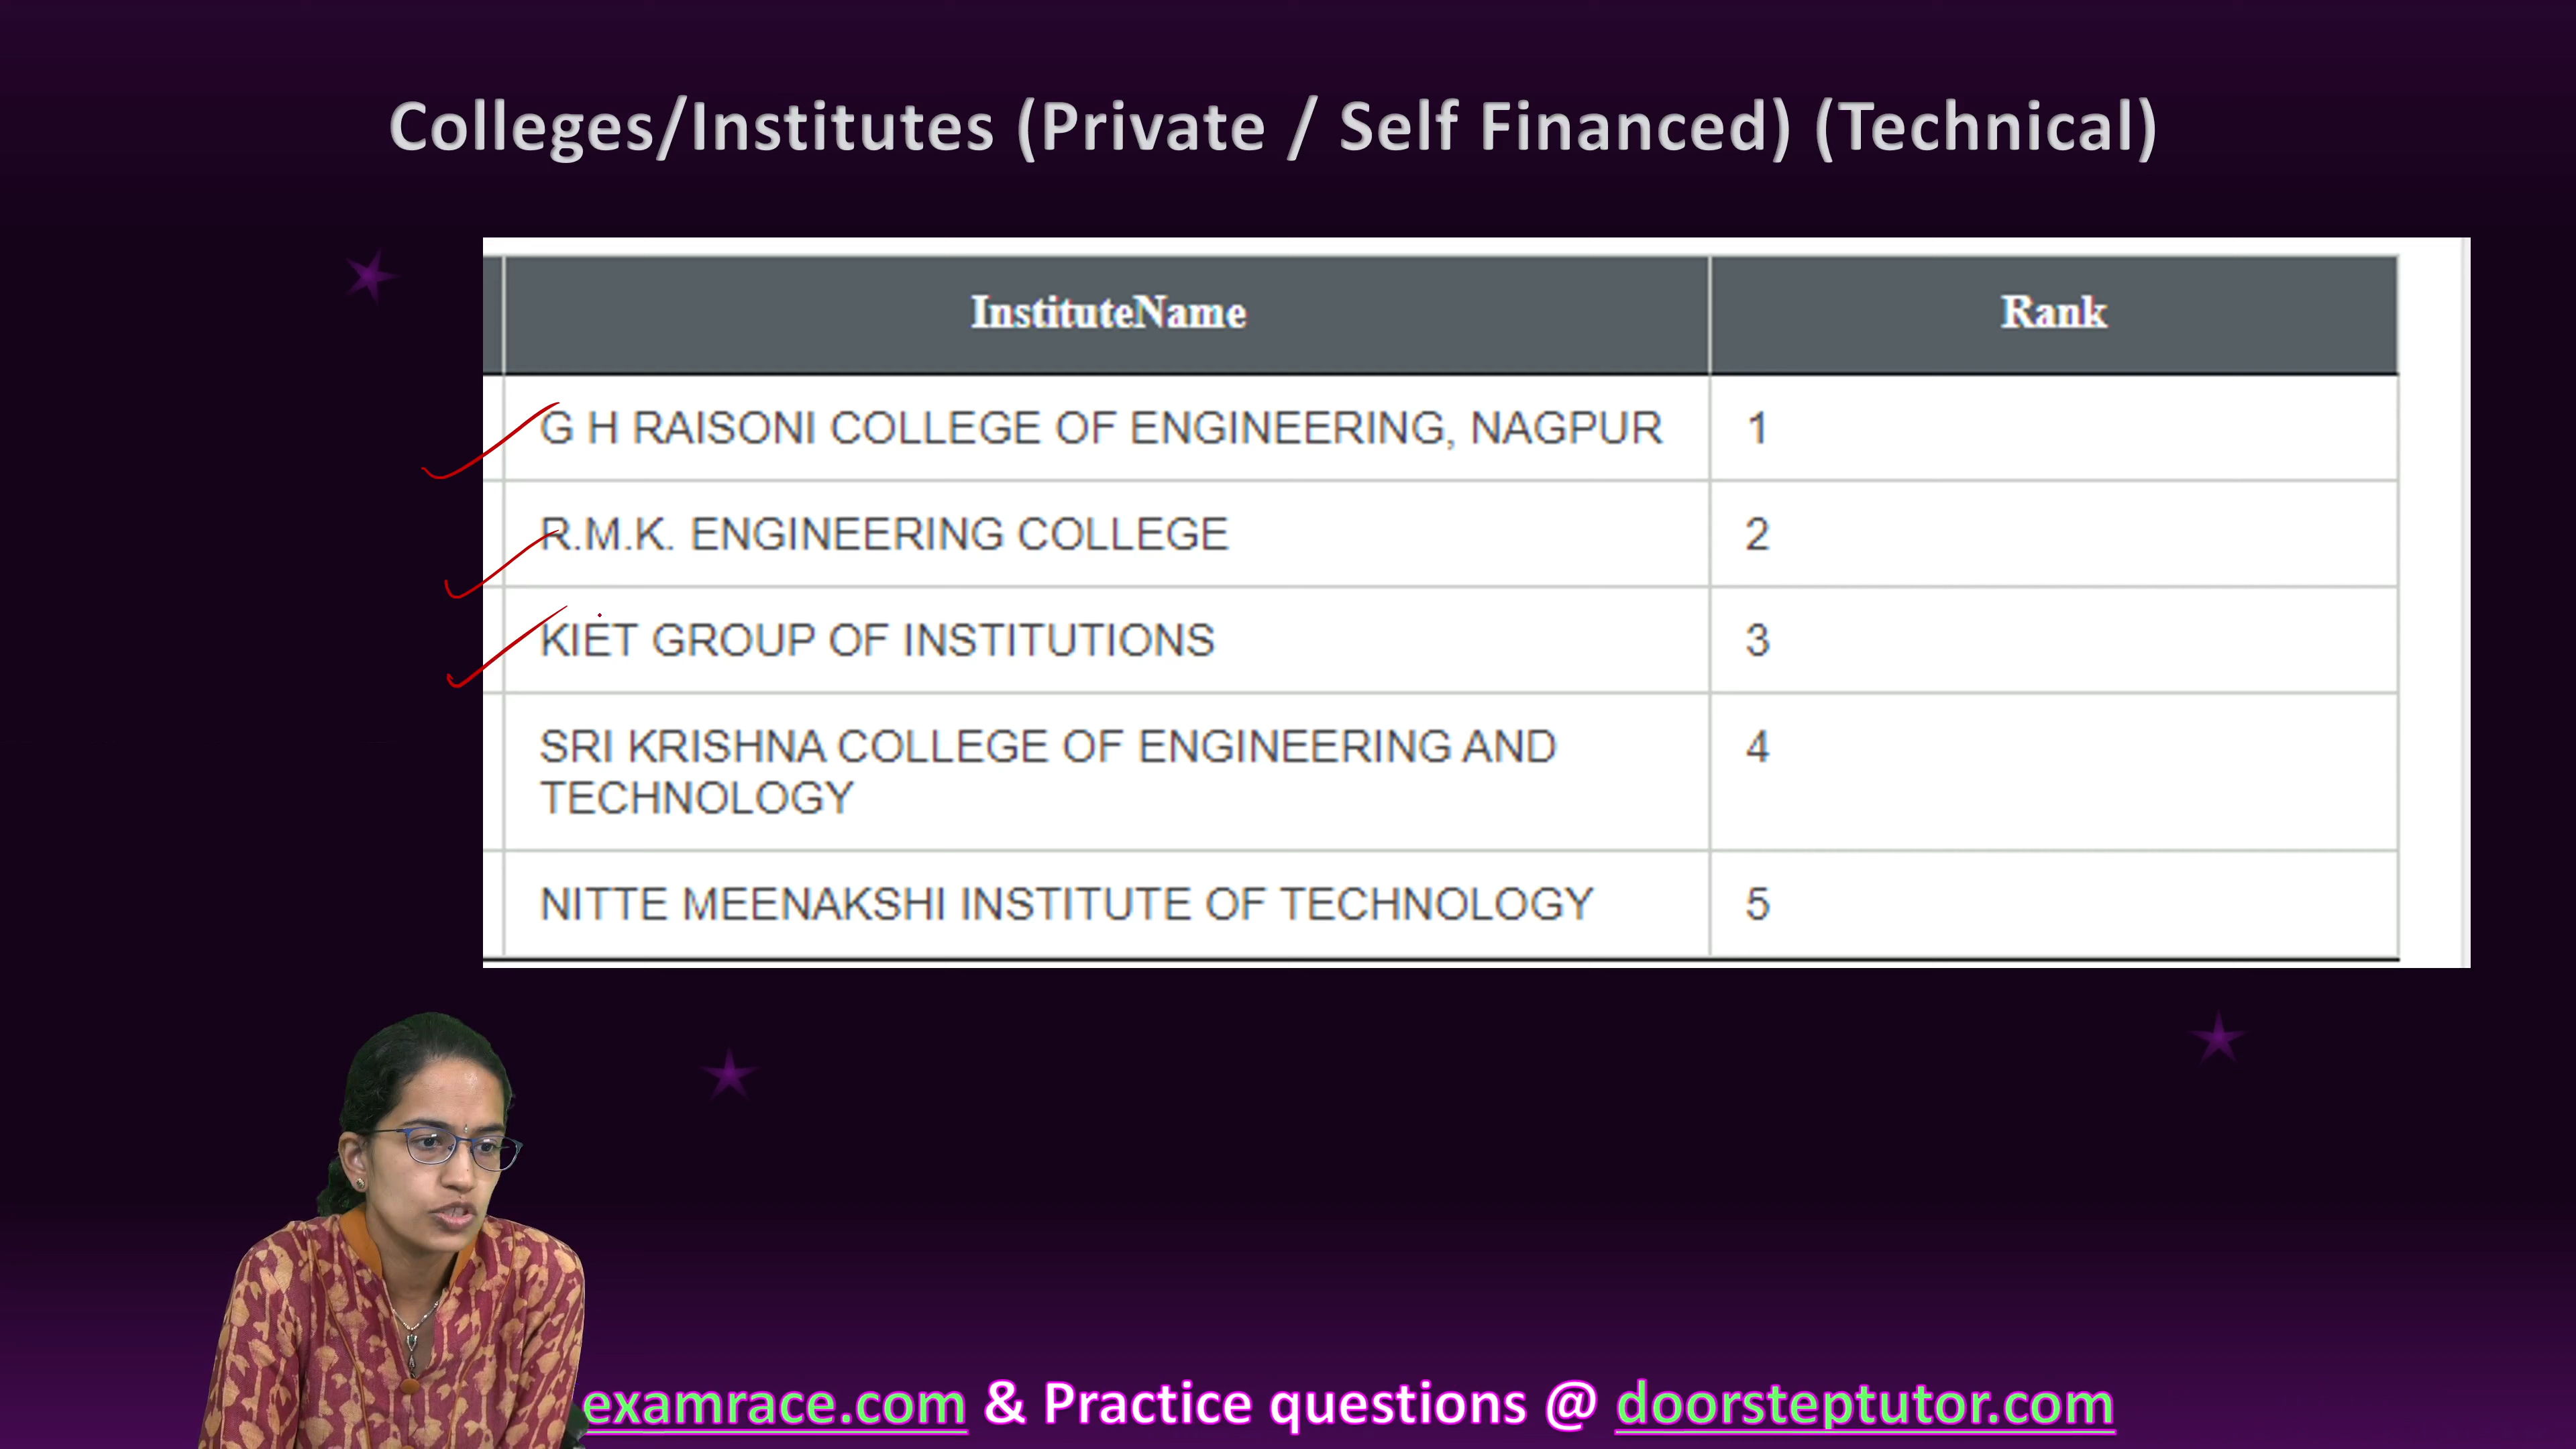 Colleges/Institutes (Private / Self Financed) (Technical)
InstituteName Rank
G H RAISONI COLLEGE OF ENGINEERING, NAGPUR 1
R.M.K. ENGINEERING COLLEGE 2
KIET GROUP OF INSTITUTIONS 3
SRI KRISHNA COLLEGE OF ENGINEERING AND 4
TECHNOLOGY
NITTE MEENAKSHI INSTITUTE OF TECHNOLOGY 5
examrace.com & Practice questions @ doorsteptutor.com